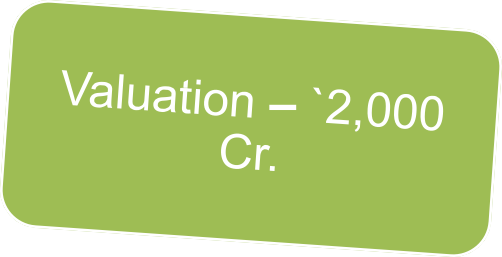 Valuation – `2,000
Cr.